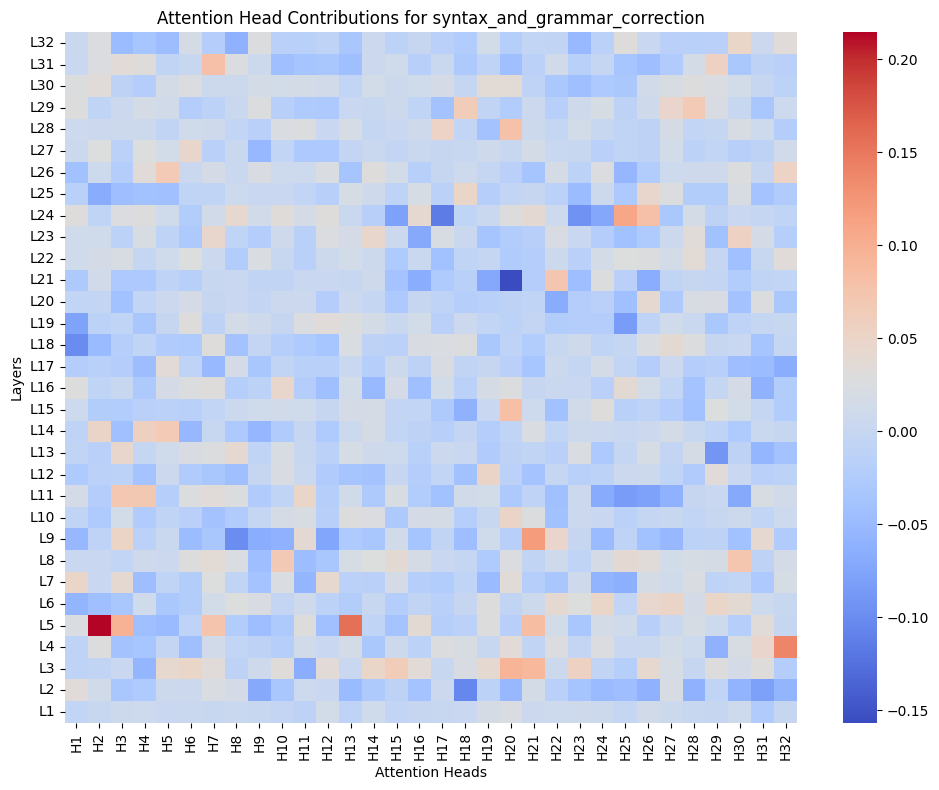 Attention Head Contributions for syntax_and_grammar_correction
Layers
L32
L31
L30
L29
L28
L27
L26
L25
L24
L23
L22
L21
L20
L19
L18
L17
L16
L15
L14
L13
L12
L11
L10
L9
L8
L7
L6
L5
L4
L3
L2
L1
H1 H2 H3 H4 H5 H6 H7 H8 H9 H10 H11 H12 H13 H14 H15 H16 H17 H18 H19 H20 H21 H22 H23 H24 H25 H26 H27 H28 H29 H30 H31 H32
Attention Heads
0.20
0.15
0.10
0.05
0.00
−0.05
−0.10
−0.15